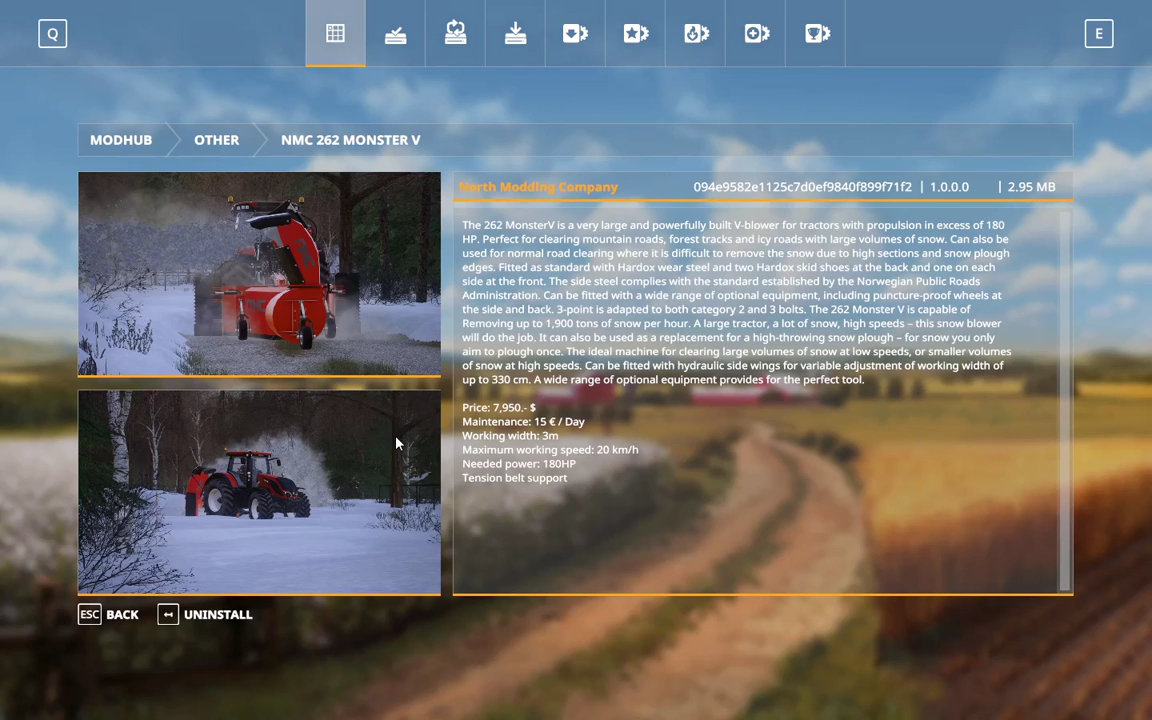 Q
E
MODHUB
OTHER
NMC 262 MONSTER V
North Modding Company
094e9582e1125c7d0ef9840f899f71f2 | 1.0.0.0 | 2.95 MB
The 262 MonsterV is a very large and powerfully built V-blower for tractors with propulsion in excess of 180
HP. Perfect for clearing mountain roads, forest tracks and icy roads with large volumes of snow. Can also be
used for normal road clearing where it is difficult to remove the snow due to high sections and snow plough
edges. Fitted as standard with Hardox wear steel and two Hardox skid shoes at the back and one on each
side at the front. The side steel complies with the standard established by the Norwegian Public Roads
Administration. Can be fitted with a wide range of optional equipment, including puncture-proof wheels at
the side and back. 3-point is adapted to both category 2 and 3 bolts. The 262 Monster V is capable of
Removing up to 1,900 tons of snow per hour. A large tractor, a lot of snow, high speeds – this snow blower
will do the job. It can also be used as a replacement for a high-throwing snow plough – for snow you only
aim to plough once. The ideal machine for clearing large volumes of snow at low speeds, or smaller volumes
of snow at high speeds. Can be fitted with hydraulic side wings for variable adjustment of working width of
up to 330 cm. A wide range of optional equipment provides for the perfect tool.
Price: 7,950.- $
Maintenance: 15 € / Day
Working width: 3m
Maximum working speed: 20 km/h
Needed power: 180HP
Tension belt support
ESC BACK
UNINSTALL